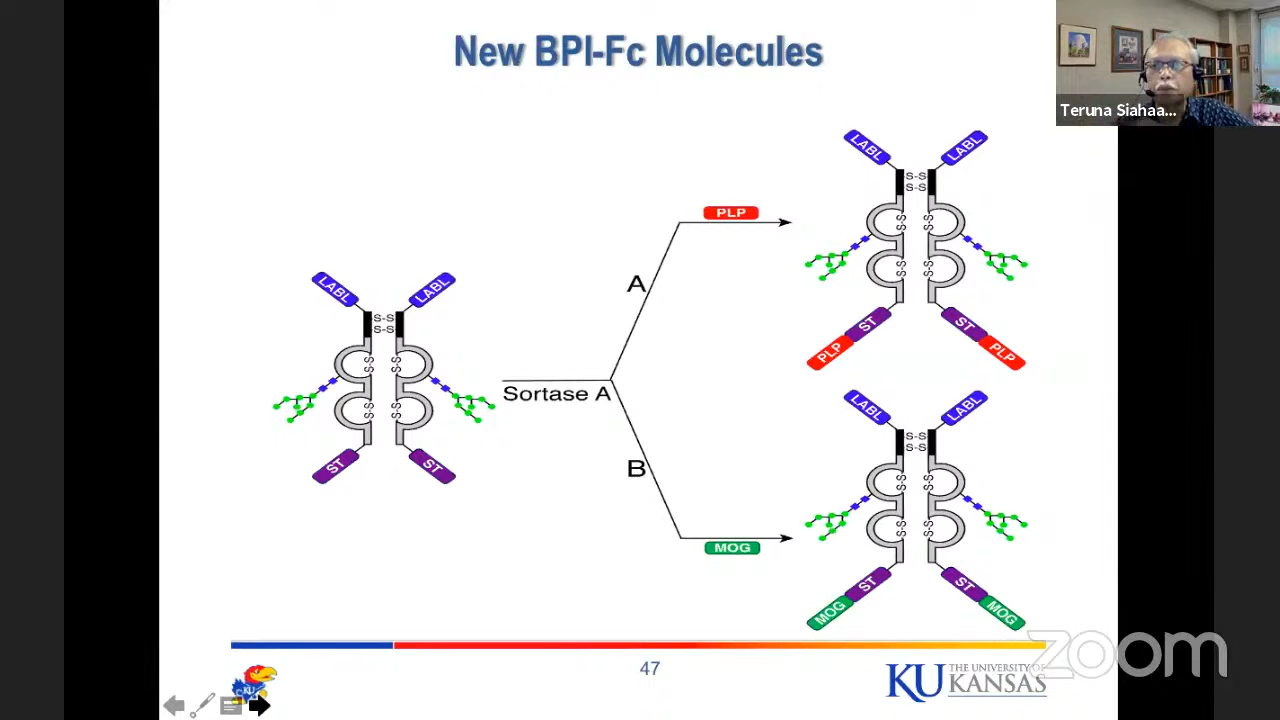 New BPI-Fc Molecules
Teruna Siahaa...
LABL
LABL
S-S
S-S
S-S
S-S
S-S
S-S
ST
ST
Sortase A
A
PLP
B
MOG
LABL
LABL
S-S
S-S
S-S
S-S
S-S
S-S
ST
ST
PLP
PLP
LABL
LABL
S-S
S-S
S-S
S-S
S-S
S-S
ST
ST
MOG
MOG
47
KU
KU
THE UNIVERSITY OF
KANSAS
zoom